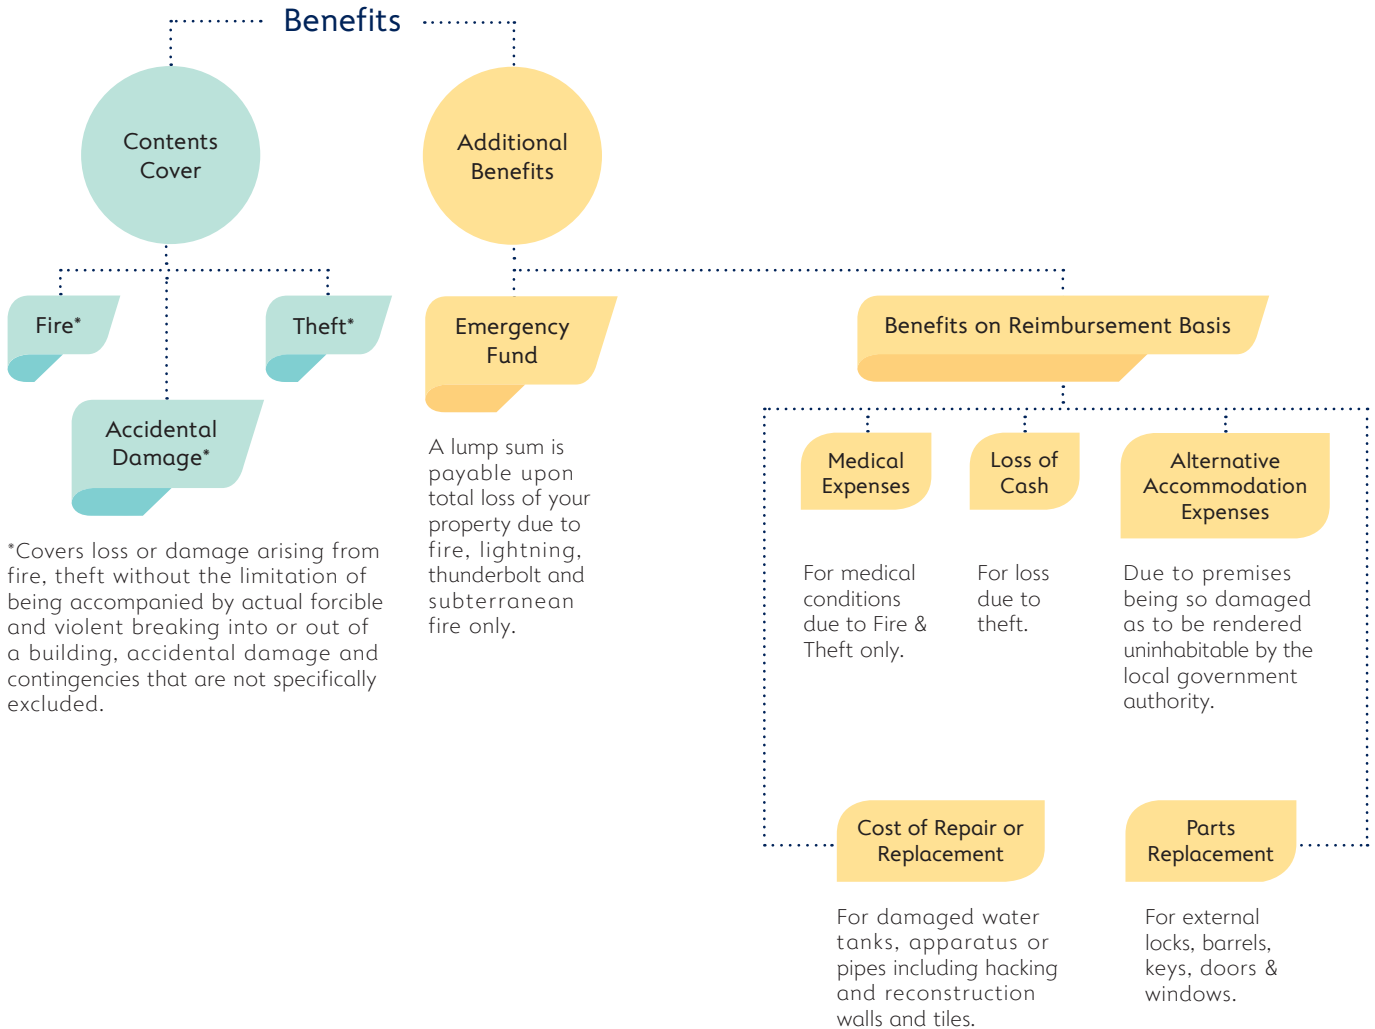 Benefits
Contents
Cover
Additional
Benefits
Fire*
Theft*
Accidental
Damage*
*Covers loss or damage arising from
fire, theft without the limitation of
being accompanied by actual forcible
and violent breaking into or out of
a building, accidental damage and
contingencies that are not specifically
excluded.
Emergency
Fund
A lump sum is
payable upon
total loss of your
property due to
fire, lightning,
thunderbolt and
subterranean
fire only.
Benefits on Reimbursement Basis
Medical
Expenses
For medical
conditions
due to Fire &
Theft only.
Loss of
Cash
For loss
due to
theft.
Alternative
Accommodation
Expenses
Due to premises
being so damaged
as to be rendered
uninhabitable by the
local government
authority.
Cost of Repair or
Replacement
For damaged water
tanks, apparatus or
pipes including hacking
and reconstruction
walls and tiles.
Parts
Replacement
For external
locks, barrels,
keys, doors &
windows.